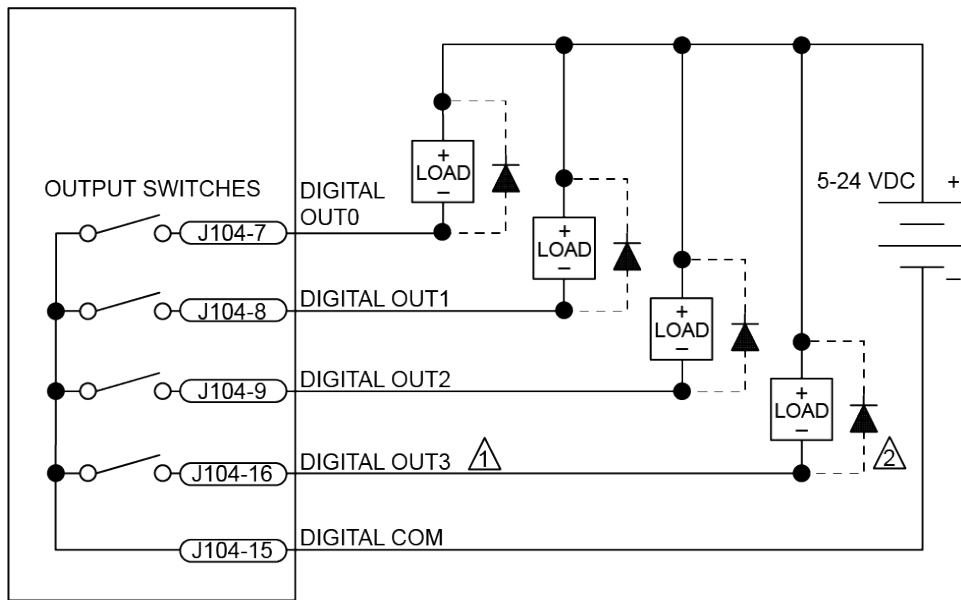 5-24 VDC
+
+
LOAD
–
OUTPUT SWITCHES
DIGITAL
OUT0
J104-7
+
LOAD
–
–
DIGITAL OUT1
J104-8
+
LOAD
–
DIGITAL OUT2
J104-9
+
LOAD
–
DIGITAL OUT3
1
2
J104-16
DIGITAL COM
J104-15